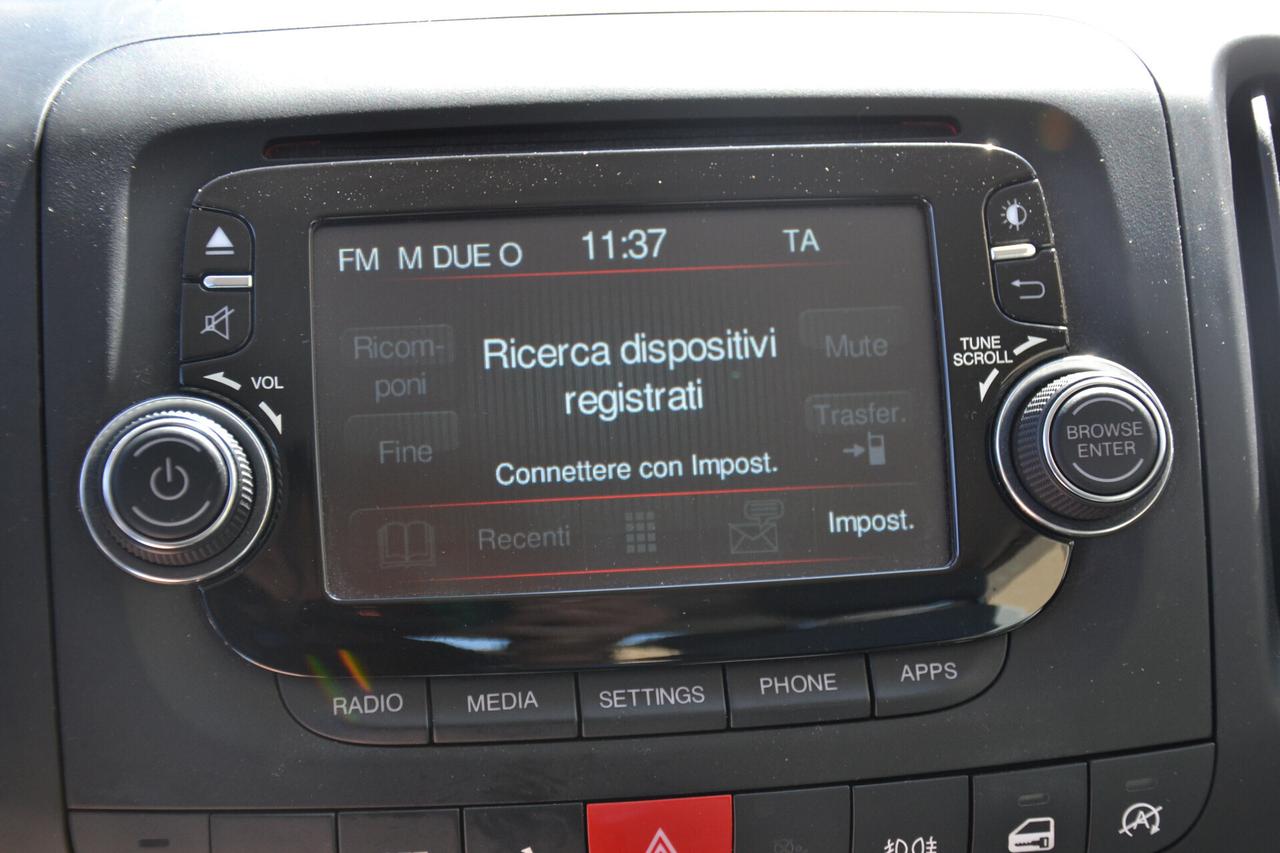 FM M DUE O 11:37 TA
Ricom-
poni
Fine
Ricerca dispositivi
registrati
Connettere con Impost.
Mute
Trasfer.
Recenti
Impost.
VOL
TUNE
SCROLL
BROWSE
ENTER
RADIO MEDIA SETTINGS PHONE APPS
A